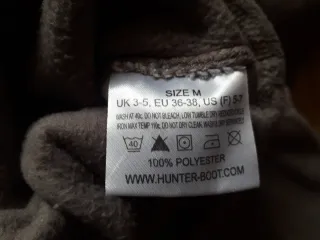 SIZE M
UK 3-5, EU 36-38, US (F) 5-7
WASH AT 40c, DO NOT BLEACH, LOW TUMBLE DRY
IRON MAX TEMP 110c, DO NOT DRY CLEAN,
40
100% POLYESTER
WWW.HUNTER-BOOT.COM